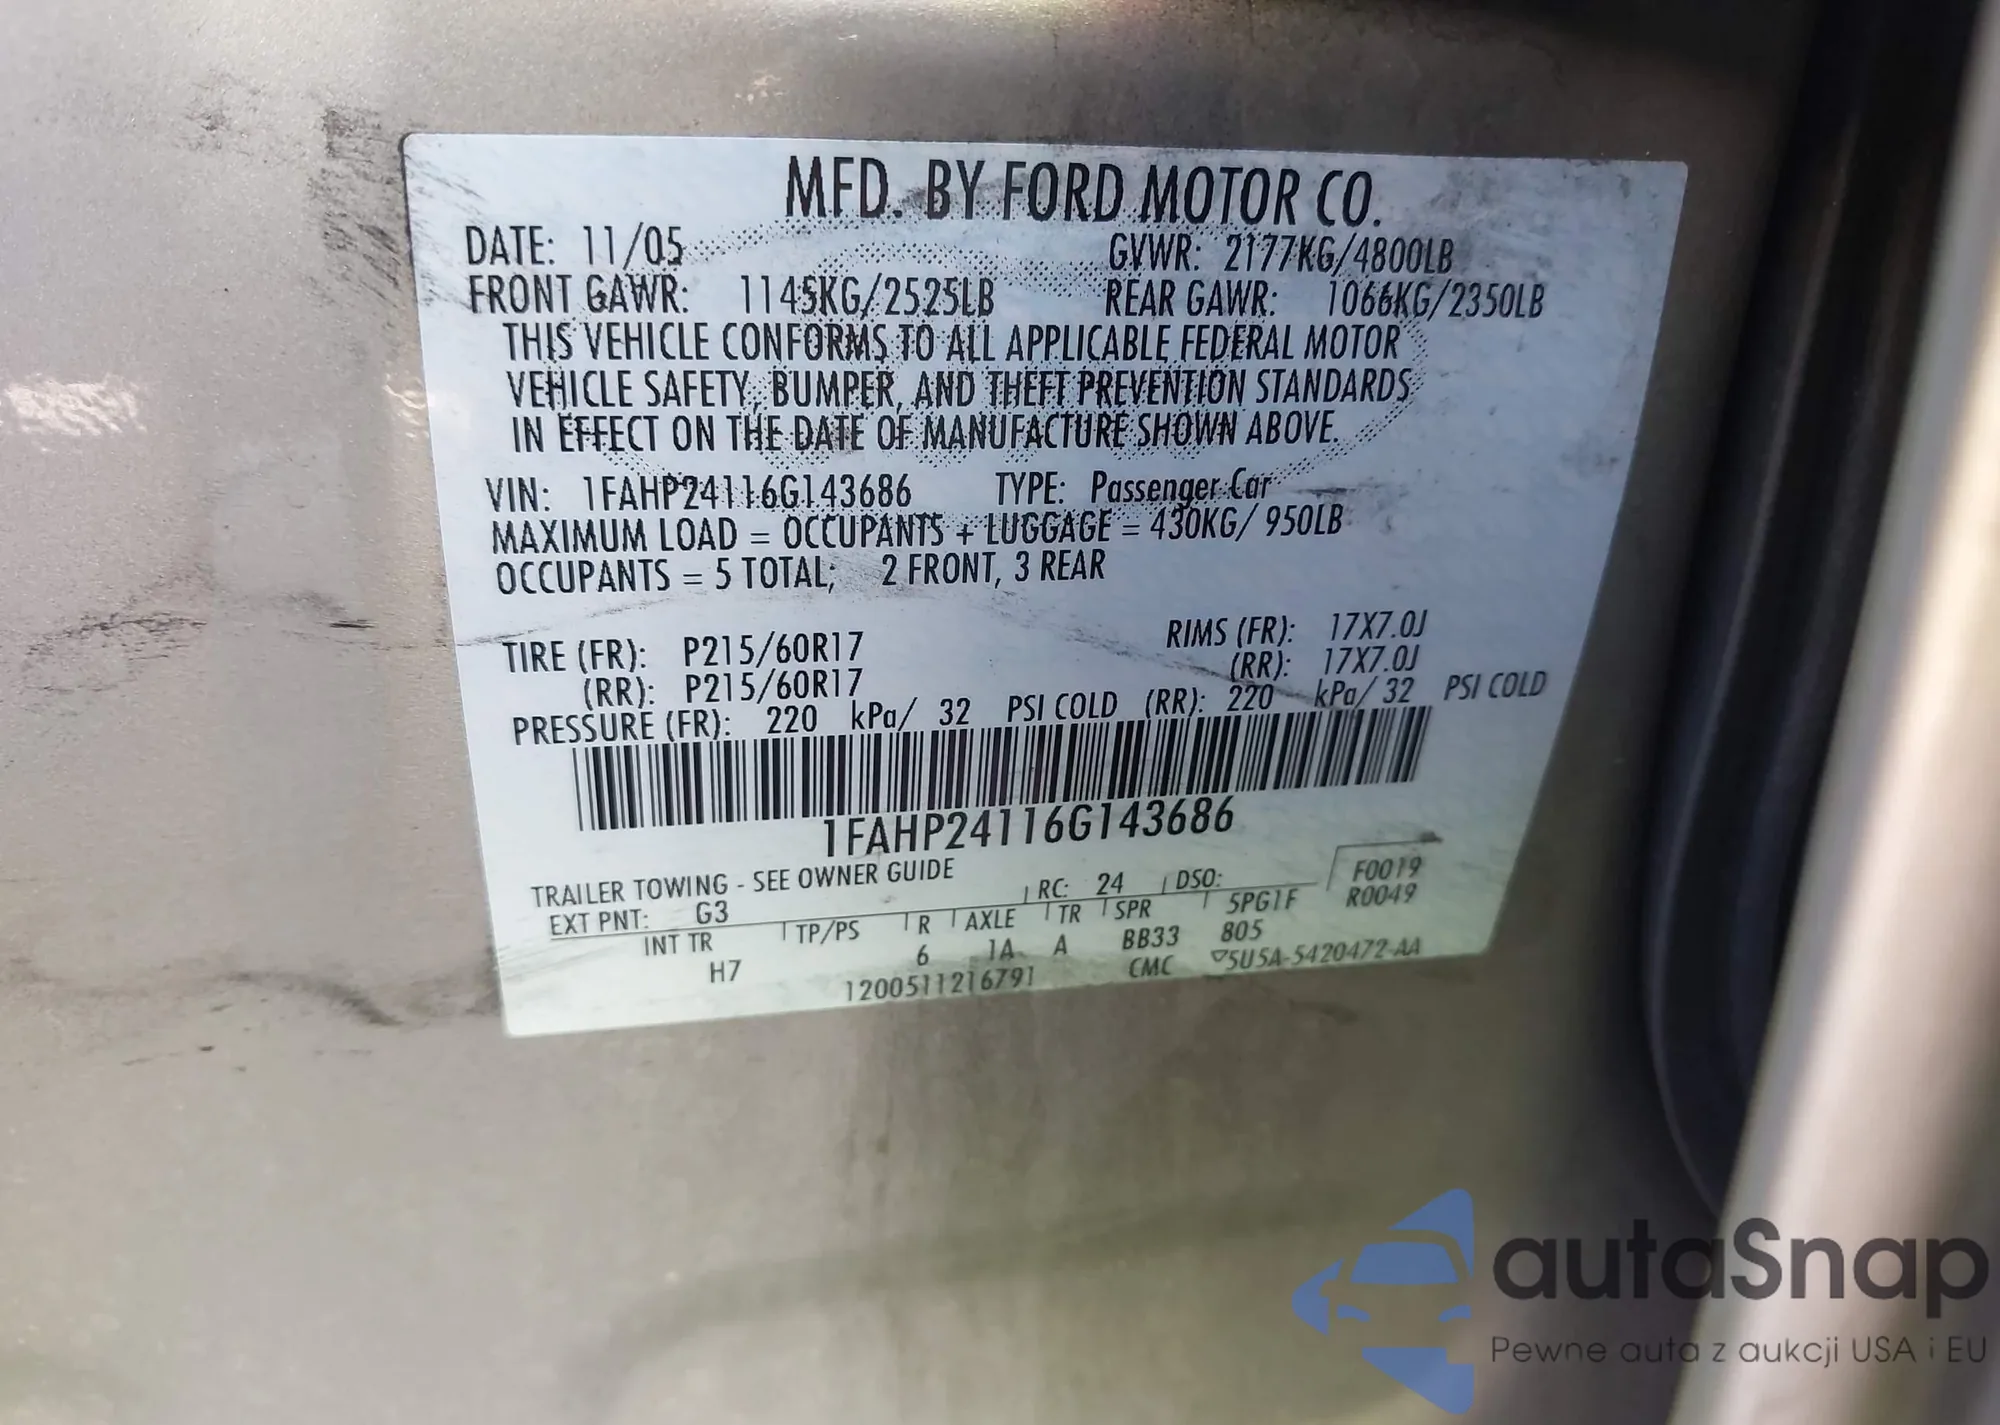 MFD. BY FORD MOTOR CO.
DATE: 11/05 GVWR: 2177KG/4800LB
FRONT GAWR: 1145KG/2525LB REAR GAWR: 1066KG/2350LB
THIS VEHICLE CONFORMS TO ALL APPLICABLE FEDERAL MOTOR
VEHICLE SAFETY, BUMPER, AND THEFT PREVENTION STANDARDS
IN EFFECT ON THE DATE OF MANUFACTURE SHOWN ABOVE.
VIN: 1FAHP24116G143686 TYPE: Passenger Car
MAXIMUM LOAD = OCCUPANTS + LUGGAGE = 430KG/ 950LB
OCCUPANTS = 5 TOTAL; 2 FRONT, 3 REAR
TIRE (FR): P215/60R17 RIMS (FR): 17X7.0J
(RR): P215/60R17 (RR): 17X7.0J
PRESSURE (FR): 220 kPa/ 32 PSI COLD (RR): 220 kPa/ 32 PSI COLD
1FAHP24116G143686
TRAILER TOWING - SEE OWNER GUIDE
EXT PNT: G3 RC: 24 DSO: F0019
R0049
INT TR TP/PS R AXLE TR SPR 5PG1F
H7 6 1A A BB33 805
1200511216791 CMC ▽5U5A-5420472-AA
autaSnap
Pewne auta z aukcji USA i EU